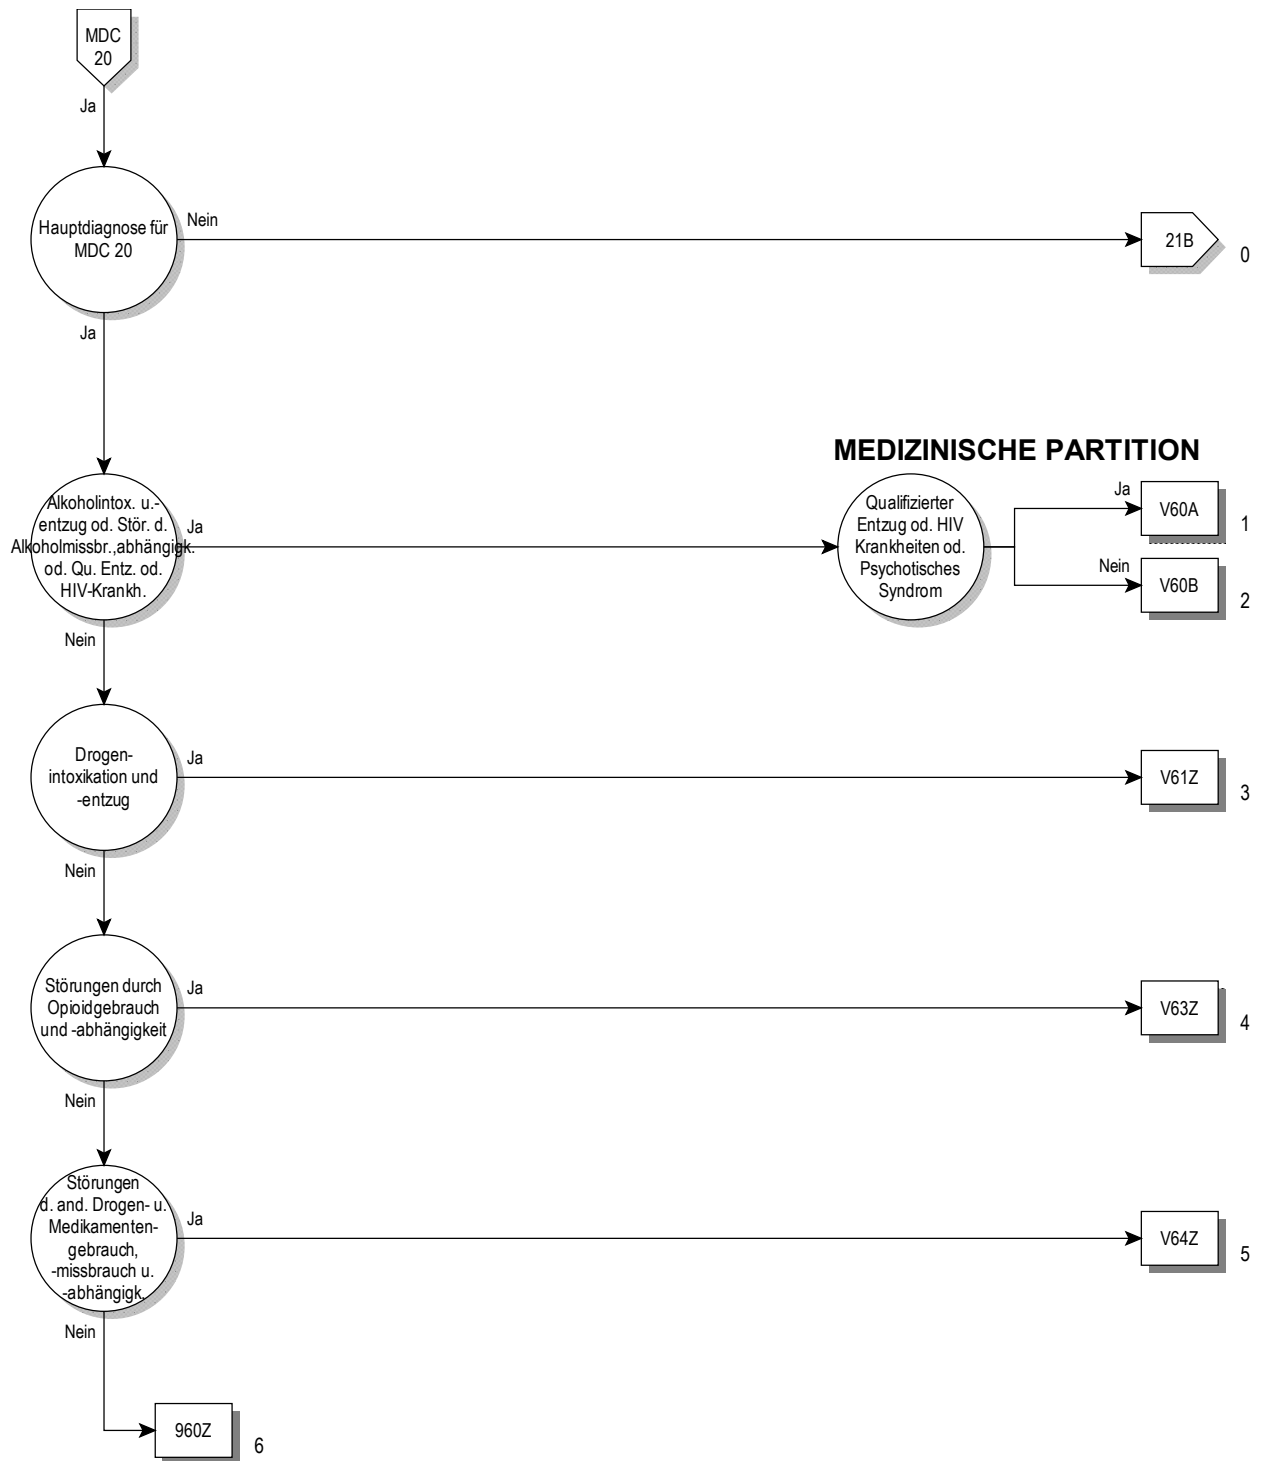 MDC
20
Ja
Hauptdiagnose für
MDC 20
Nein
21B
0
Ja
MEDIZINISCHE PARTITION
Alkoholintox. u.-
entzug od. Stör. d.
Alkoholmissbr.,abhängigk.
od. Qu. Entz. od.
HIV-Krankh.
Ja
Qualifizierter
Entzug od. HIV
Krankheiten od.
Psychotisches
Syndrom
Ja
V60A
1
Nein
V60B
2
Nein
Drogen-
intoxikation und
-entzug
Ja
V61Z
3
Nein
Störungen durch
Opioidgebrauch
und -abhängigkeit
Ja
V63Z
4
Nein
Störungen
d. and. Drogen- u.
Medikamenten-
gebrauch,
-missbrauch u.
-abhängigk.
Ja
V64Z
5
Nein
960Z
6